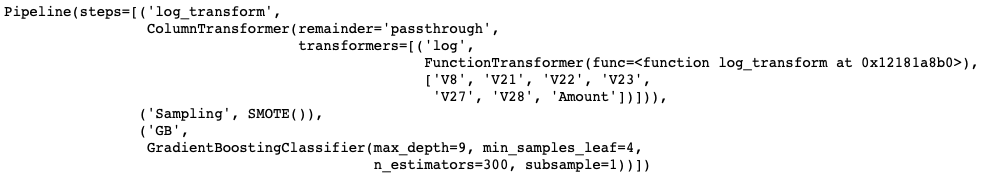 Pipeline(steps=[('log_transform',
                 ColumnTransformer(remainder='passthrough',
                                   transformers=[('log',
                                                  FunctionTransformer(func=<function log_transform at 0x12181a8b0>),
                                                  ['V8', 'V21', 'V22', 'V23',
                                                   'V27', 'V28', 'Amount'])])),
                ('Sampling', SMOTE()),
                ('GB',
                 GradientBoostingClassifier(max_depth=9, min_samples_leaf=4,
                                            n_estimators=300, subsample=1))])